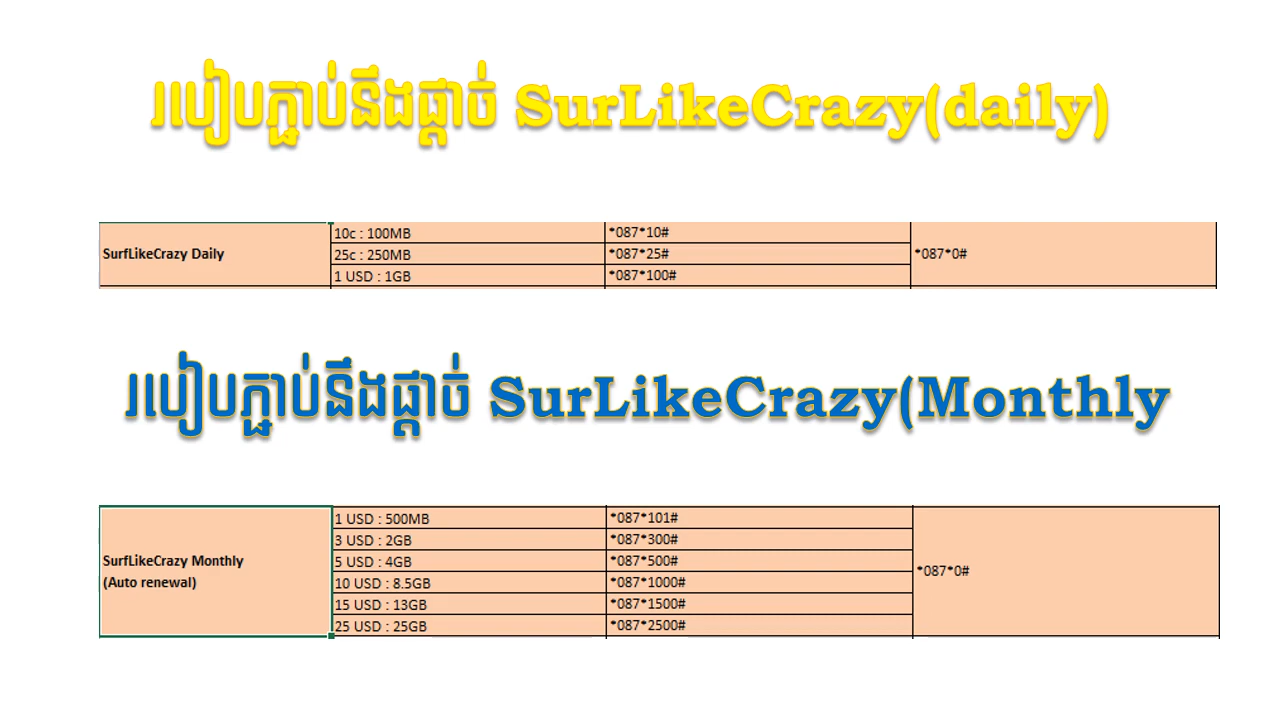 របៀបភ្ជាប់នឹងផ្តាច់ SurLikeCrazy(daily)
SurfLikeCrazy Daily
10c : 100MB
*087*10#
25c : 250MB
*087*25#
1 USD : 1GB
*087*100#
*087*0#
របៀបភ្ជាប់នឹងផ្តាច់ SurLikeCrazy(Monthly
SurfLikeCrazy Monthly
(Auto renewal)
1 USD : 500MB
*087*101#
3 USD : 2GB
*087*300#
5 USD : 4GB
*087*500#
10 USD : 8.5GB
*087*1000#
15 USD : 13GB
*087*1500#
25 USD : 25GB
*087*2500#
*087*0#